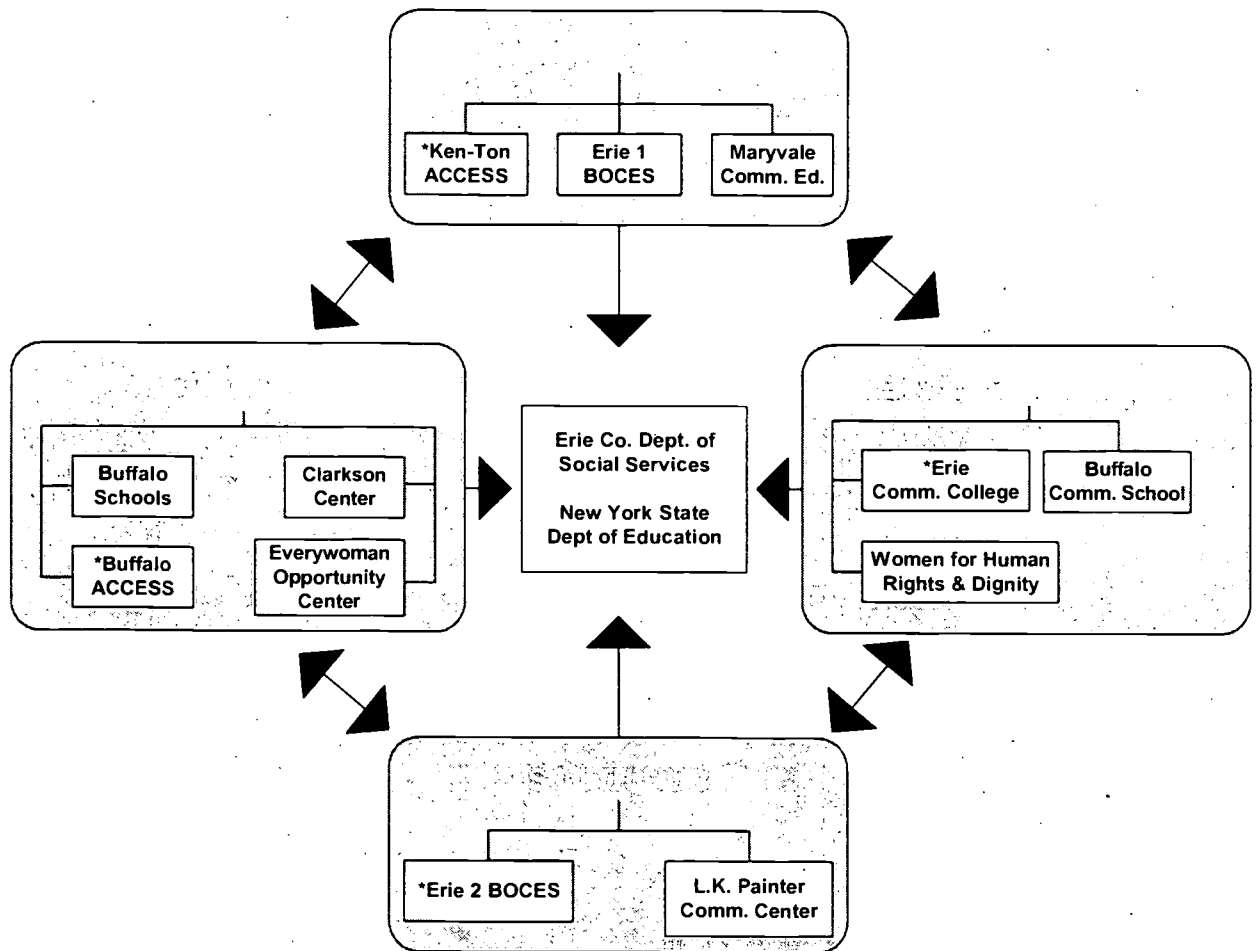 *Ken-Ton
ACCESS
Erie 1
BOCES
Maryvale
Comm. Ed.
Buffalo
Schools
*Buffalo
ACCESS
Clarkson
Center
Everywoman
Opportunity
Center
Erie Co. Dept. of
Social Services
New York State
Dept of Education
*Erie
Comm. College
Buffalo
Comm. School
Women for Human
Rights & Dignity
*Erie 2 BOCES
L.K. Painter
Comm. Center